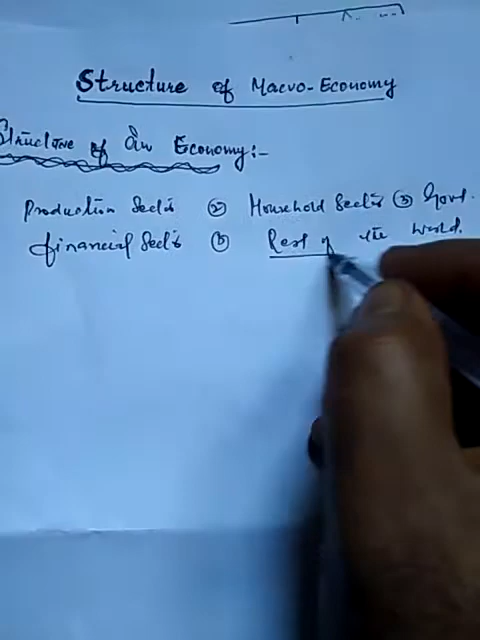 Structure of Macro-Economy
Structure of an Economy:-
Production Sector ② Household Sector ③ Govt.
financial Sector ⑤ Rest of the world.